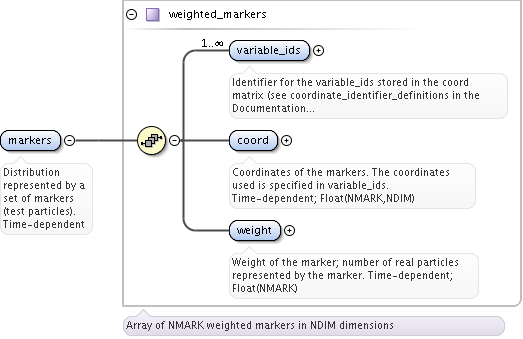 weighted_markers
1..∞
variable_ids
Identifier for the variable_ids stored in the coord
matrix (see coordinate_identifier_definitions in the
Documentation...
markers
Distribution
represented by a
set of markers
(test particles).
Time-dependent
coord
Coordinates of the markers. The coordinates
used is specified in variable_ids.
Time-dependent; Float(NMARK,NDIM)
weight
Weight of the marker; number of real particles
represented by the marker. Time-dependent;
Float(NMARK)
Array of NMARK weighted markers in NDIM dimensions